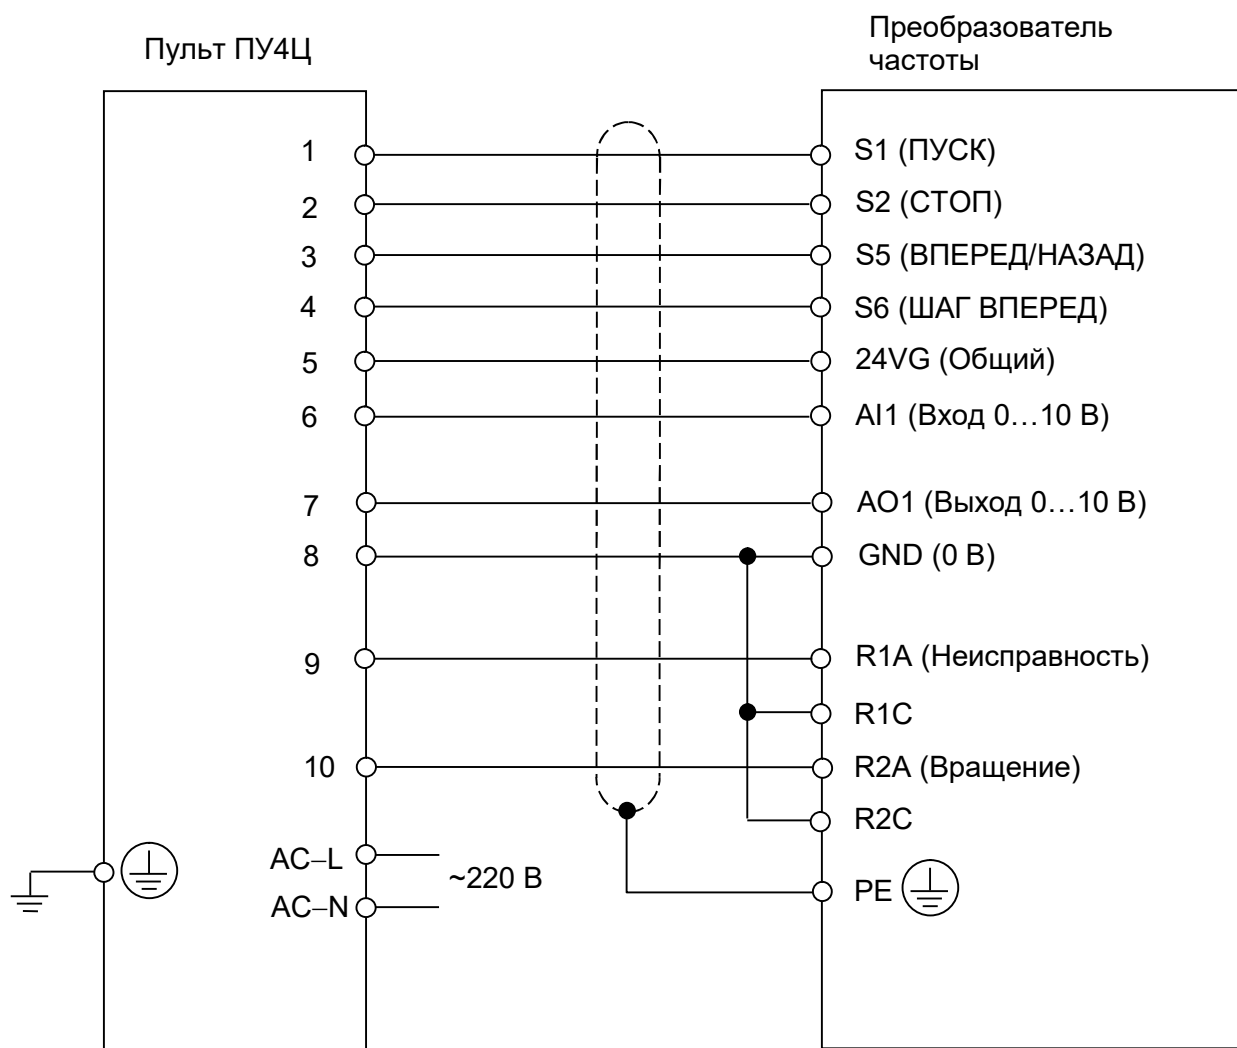 Пульт ПУ4Ц
Преобразователь
частоты
1
S1 (ПУСК)
2
S2 (СТОП)
3
S5 (ВПЕРЕД/НАЗАД)
4
S6 (ШАГ ВПЕРЕД)
5
24VG (Общий)
6
AI1 (Вход 0…10 В)
7
AO1 (Выход 0…10 В)
8
GND (0 В)
9
R1A (Неисправность)
R1C
10
R2A (Вращение)
R2C
AC–L
~220 В
AC–N
PE